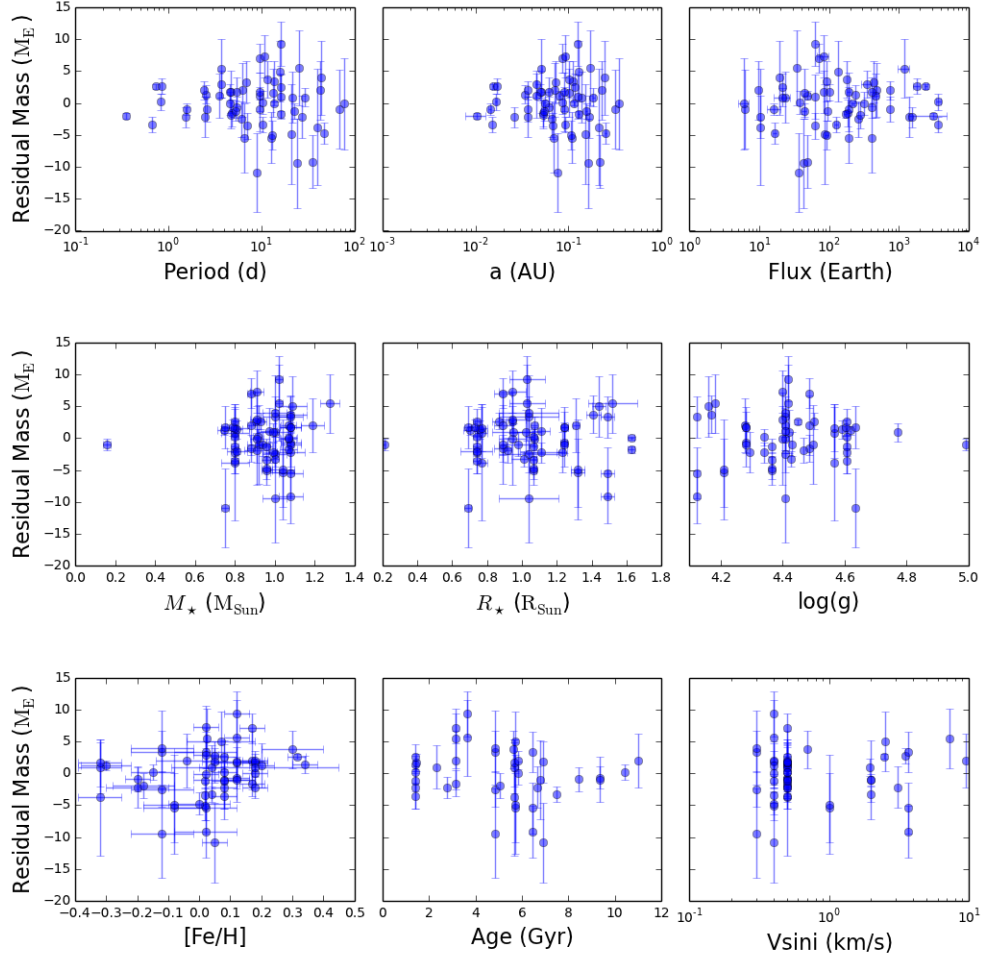 15
10
5
0
−5
−10
−15
−20
Residual Mass (M_E)
10^-1 10^0 10^1 10^2
Period (d)
10^-3 10^-2 10^-1 10^0
a (AU)
10^0 10^1 10^2 10^3 10^4
Flux (Earth)
15
10
5
0
−5
−10
−15
−20
Residual Mass (M_E)
0.0 0.2 0.4 0.6 0.8 1.0 1.2 1.4
M_★ (M_Sun)
0.2 0.4 0.6 0.8 1.0 1.2 1.4 1.6 1.8
R_★ (R_Sun)
4.2 4.4 4.6 4.8 5.0
log(g)
15
10
5
0
−5
−10
−15
−20
Residual Mass (M_E)
−0.4−0.3−0.2−0.1 0.0 0.1 0.2 0.3 0.4 0.5
[Fe/H]
0 2 4 6 8 10 12
Age (Gyr)
10^-1 10^0 10^1
Vsini (km/s)